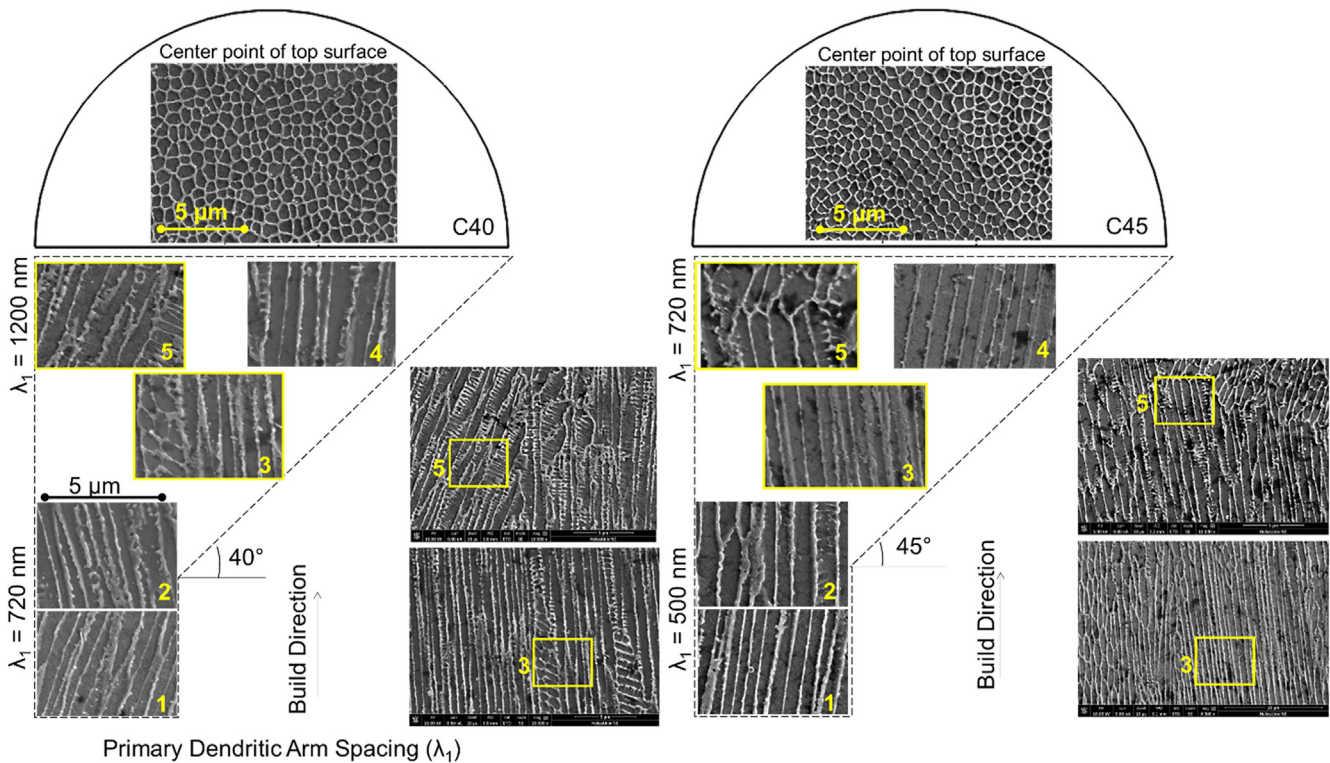 Center point of top surface
5 μm
C40
λ₁ = 1200 nm
5
4
3
5 μm
2
λ₁ = 720 nm
1
40°
Build Direction
5
3
Primary Dendritic Arm Spacing (λ₁)
Center point of top surface
5 μm
C45
λ₁ = 720 nm
5
4
3
2
λ₁ = 500 nm
1
45°
Build Direction
5
3